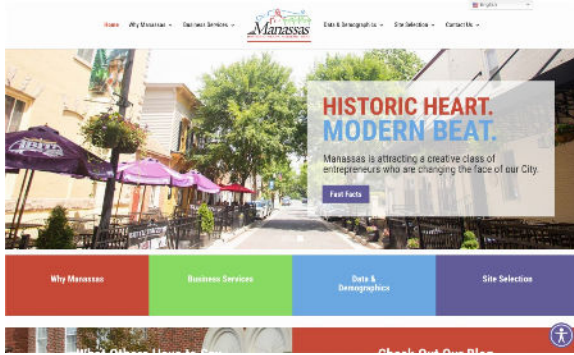 English
Home Why Manassas Business Services Manassas Data & Demographics Site Selection Contact Us
HISTORIC HEART.
MODERN BEAT.
Manassas is attracting a creative class of
entrepreneurs who are changing the face of our City.
Fast Facts
Why Manassas
Business Services
Data &
Demographics
Site Selection
What Others Have to Say
Check Out Our Blog